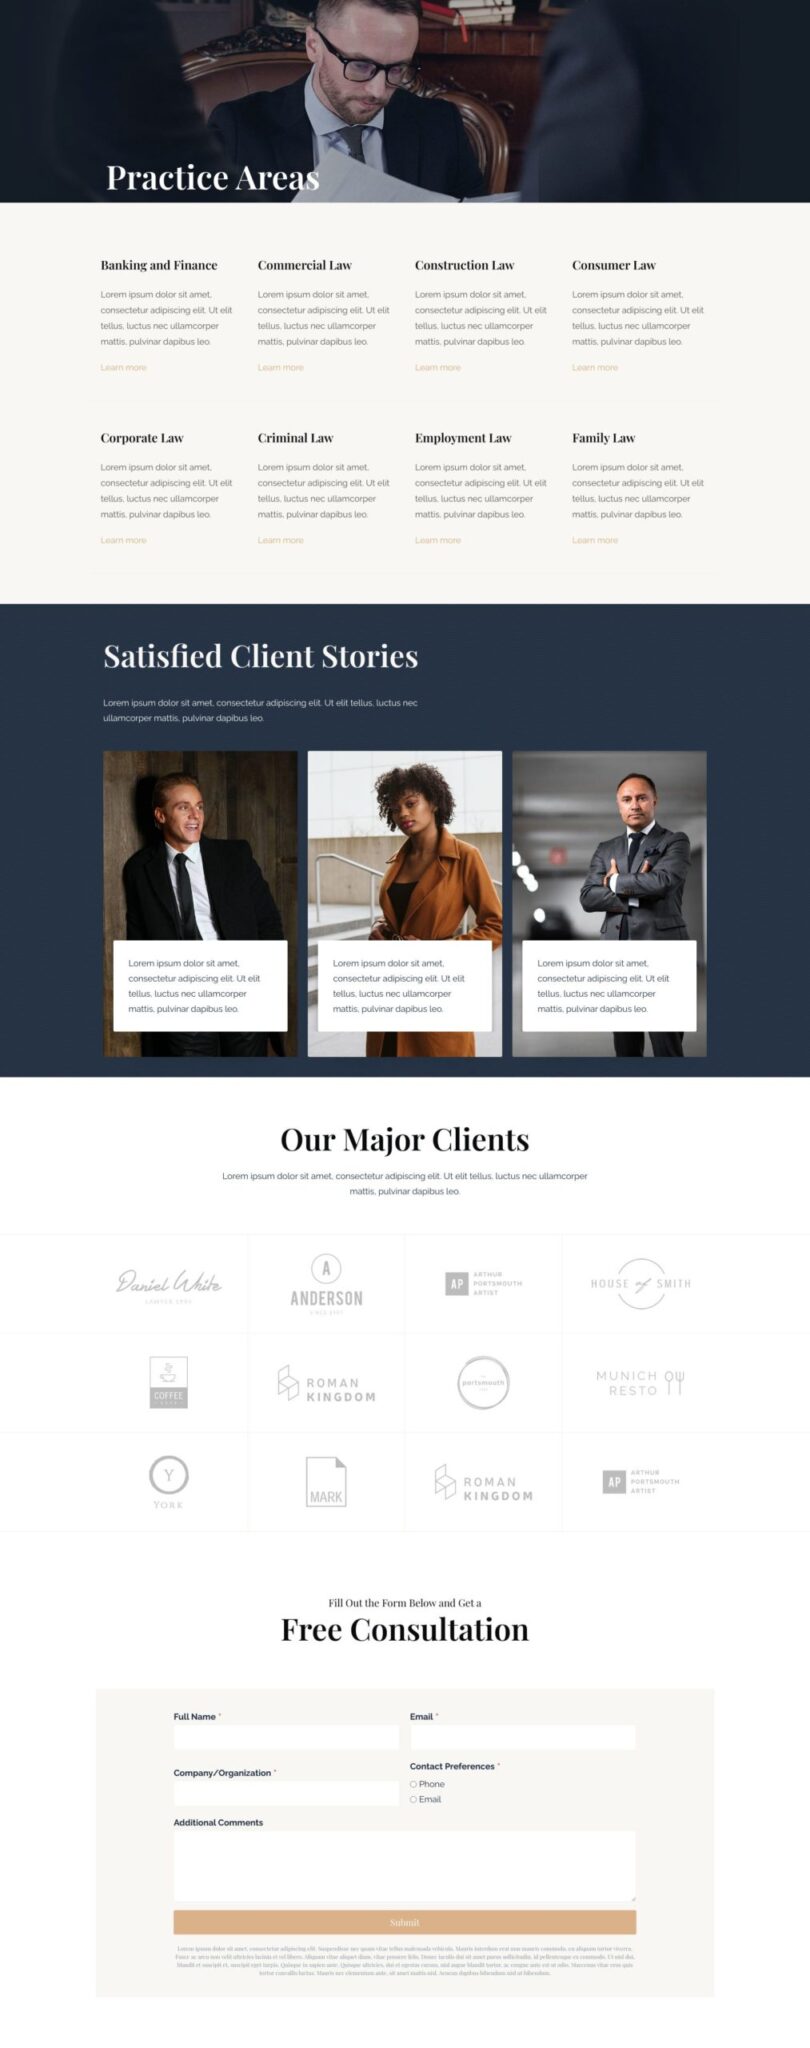 Practice Areas
Banking and Finance
Lorem ipsum dolor sit amet,
consectetur adipiscing elit. Ut elit
tellus, luctus nec ullamcorper
mattis, pulvinar dapibus leo.
Learn more
Commercial Law
Lorem ipsum dolor sit amet,
consectetur adipiscing elit. Ut elit
tellus, luctus nec ullamcorper
mattis, pulvinar dapibus leo.
Learn more
Construction Law
Lorem ipsum dolor sit amet,
consectetur adipiscing elit. Ut elit
tellus, luctus nec ullamcorper
mattis, pulvinar dapibus leo.
Learn more
Consumer Law
Lorem ipsum dolor sit amet,
consectetur adipiscing elit. Ut elit
tellus, luctus nec ullamcorper
mattis, pulvinar dapibus leo.
Learn more
Corporate Law
Lorem ipsum dolor sit amet,
consectetur adipiscing elit. Ut elit
tellus, luctus nec ullamcorper
mattis, pulvinar dapibus leo.
Learn more
Criminal Law
Lorem ipsum dolor sit amet,
consectetur adipiscing elit. Ut elit
tellus, luctus nec ullamcorper
mattis, pulvinar dapibus leo.
Learn more
Employment Law
Lorem ipsum dolor sit amet,
consectetur adipiscing elit. Ut elit
tellus, luctus nec ullamcorper
mattis, pulvinar dapibus leo.
Learn more
Family Law
Lorem ipsum dolor sit amet,
consectetur adipiscing elit. Ut elit
tellus, luctus nec ullamcorper
mattis, pulvinar dapibus leo.
Learn more
Satisfied Client Stories
Lorem ipsum dolor sit amet, consectetur adipiscing elit. Ut elit tellus, luctus nec
ullamcorper mattis, pulvinar dapibus leo.
Lorem ipsum dolor sit amet,
consectetur adipiscing elit. Ut elit
tellus, luctus nec ullamcorper
mattis, pulvinar dapibus leo.
Lorem ipsum dolor sit amet,
consectetur adipiscing elit. Ut elit
tellus, luctus nec ullamcorper
mattis, pulvinar dapibus leo.
Lorem ipsum dolor sit amet,
consectetur adipiscing elit. Ut elit
tellus, luctus nec ullamcorper
mattis, pulvinar dapibus leo.
Our Major Clients
Lorem ipsum dolor sit amet, consectetur adipiscing elit. Ut elit tellus, luctus nec ullamcorper
mattis, pulvinar dapibus leo.
Daniel White
A
ANDERSON
AP
ARTHUR
PORTSMOUTH
ARTIST
HOUSE of SMITH
COFFEE
ROMAN
KINGDOM
portsmouth
MUNICH
RESTO
Y
YORK
MARK
ROMAN
KINGDOM
AP
ARTHUR
PORTSMOUTH
ARTIST
Fill Out the Form Below and Get a
Free Consultation
Full Name *
Email *
Company/Organization *
Contact Preferences *
Phone
Email
Additional Comments
Submit